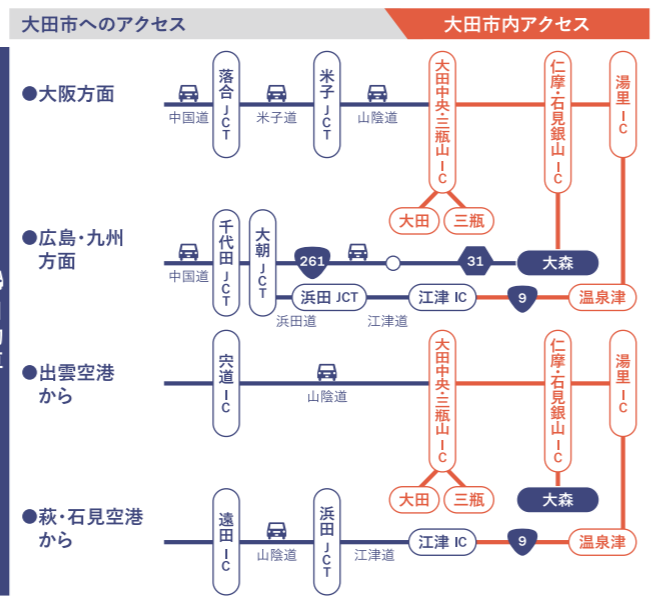 大田市へのアクセス
大田市内アクセス
●大阪方面
中国道
落合JCT
米子道
米子JCT
山陰道
大田中央・三瓶山IC
仁摩・石見銀山IC
湯里IC
大田
三瓶
●広島・九州
方面
中国道
千代田JCT
大朝JCT
261
31
大森
浜田道
浜田 JCT
江津道
江津 IC
9
温泉津
●出雲空港
から
宍道IC
山陰道
大田中央・三瓶山IC
仁摩・石見銀山IC
湯里IC
大田
三瓶
大森
●萩・石見空港
から
遠田IC
山陰道
浜田JCT
江津道
江津 IC
9
温泉津